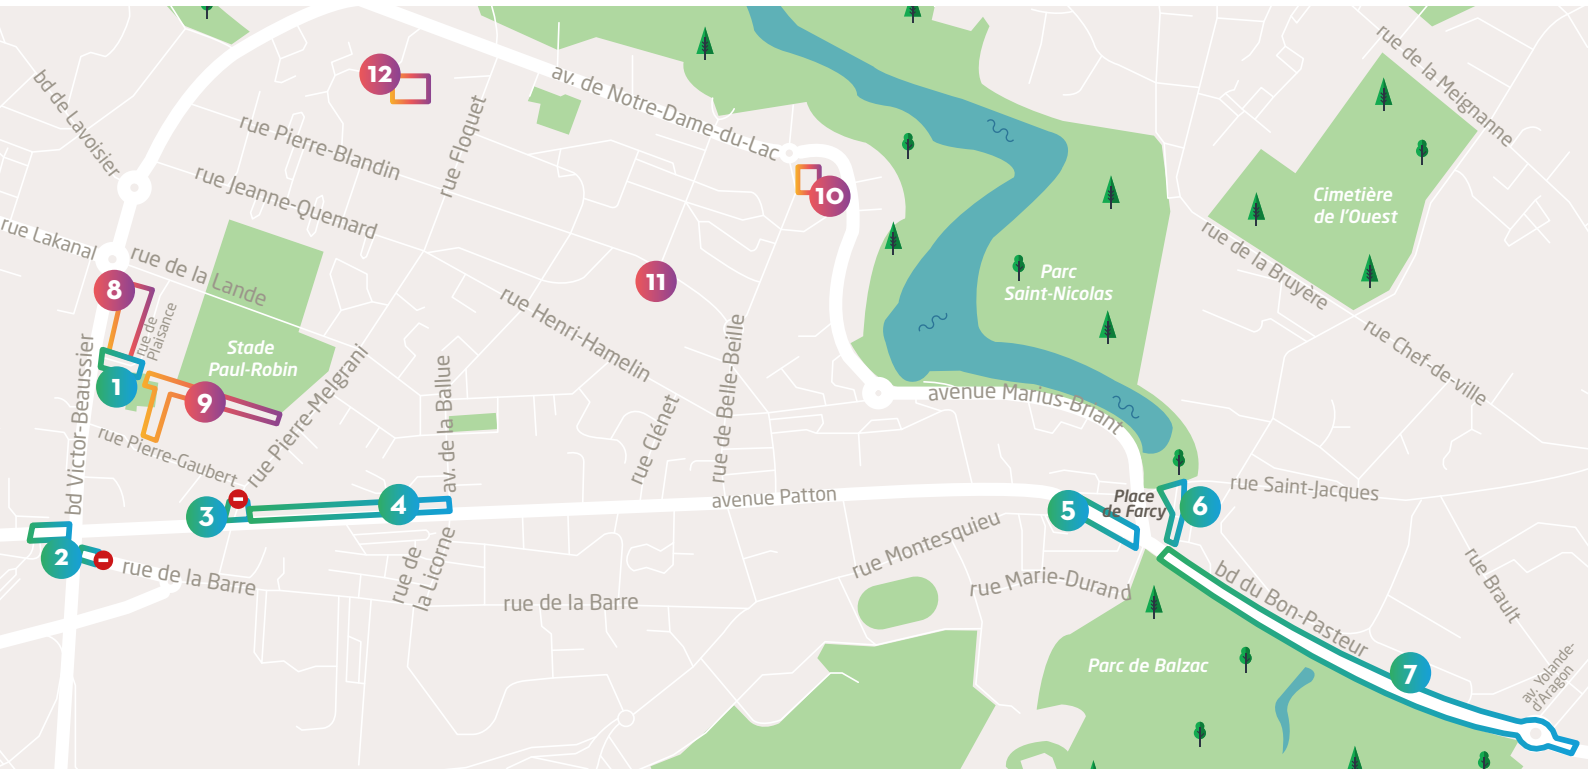 12
bd de Lavoisier
av. de Notre-Dame-du-Lac
rue de la Meignanne
rue Pierre-Blandin
rue Floquet
rue Jeanne-Quemard
10
Cimetière
de l'Ouest
rue Lakanal
rue de la Lande
rue de la Bruyère
8
11
Parc
Saint-Nicolas
rue de
Plaisance
rue Henri-Hamelin
rue Chef-de-ville
Stade
Paul-Robin
1
9
bd Victor-Beaussier
rue Pierre-Melgrani
av. de la Ballue
rue de Belle-Beille
rue Clénet
avenue Marius-Briant
rue Pierre-Gaubert
3
4
avenue Patton
5
Place
de Farcy
6
rue Saint-Jacques
2
rue de la Barre
rue de
la Licorne
rue de la Barre
rue Montesquieu
rue Marie-Durand
bd du Bon-Pasteur
rue Brault
Parc de Balzac
7
av. Yolande-
d'Aragon